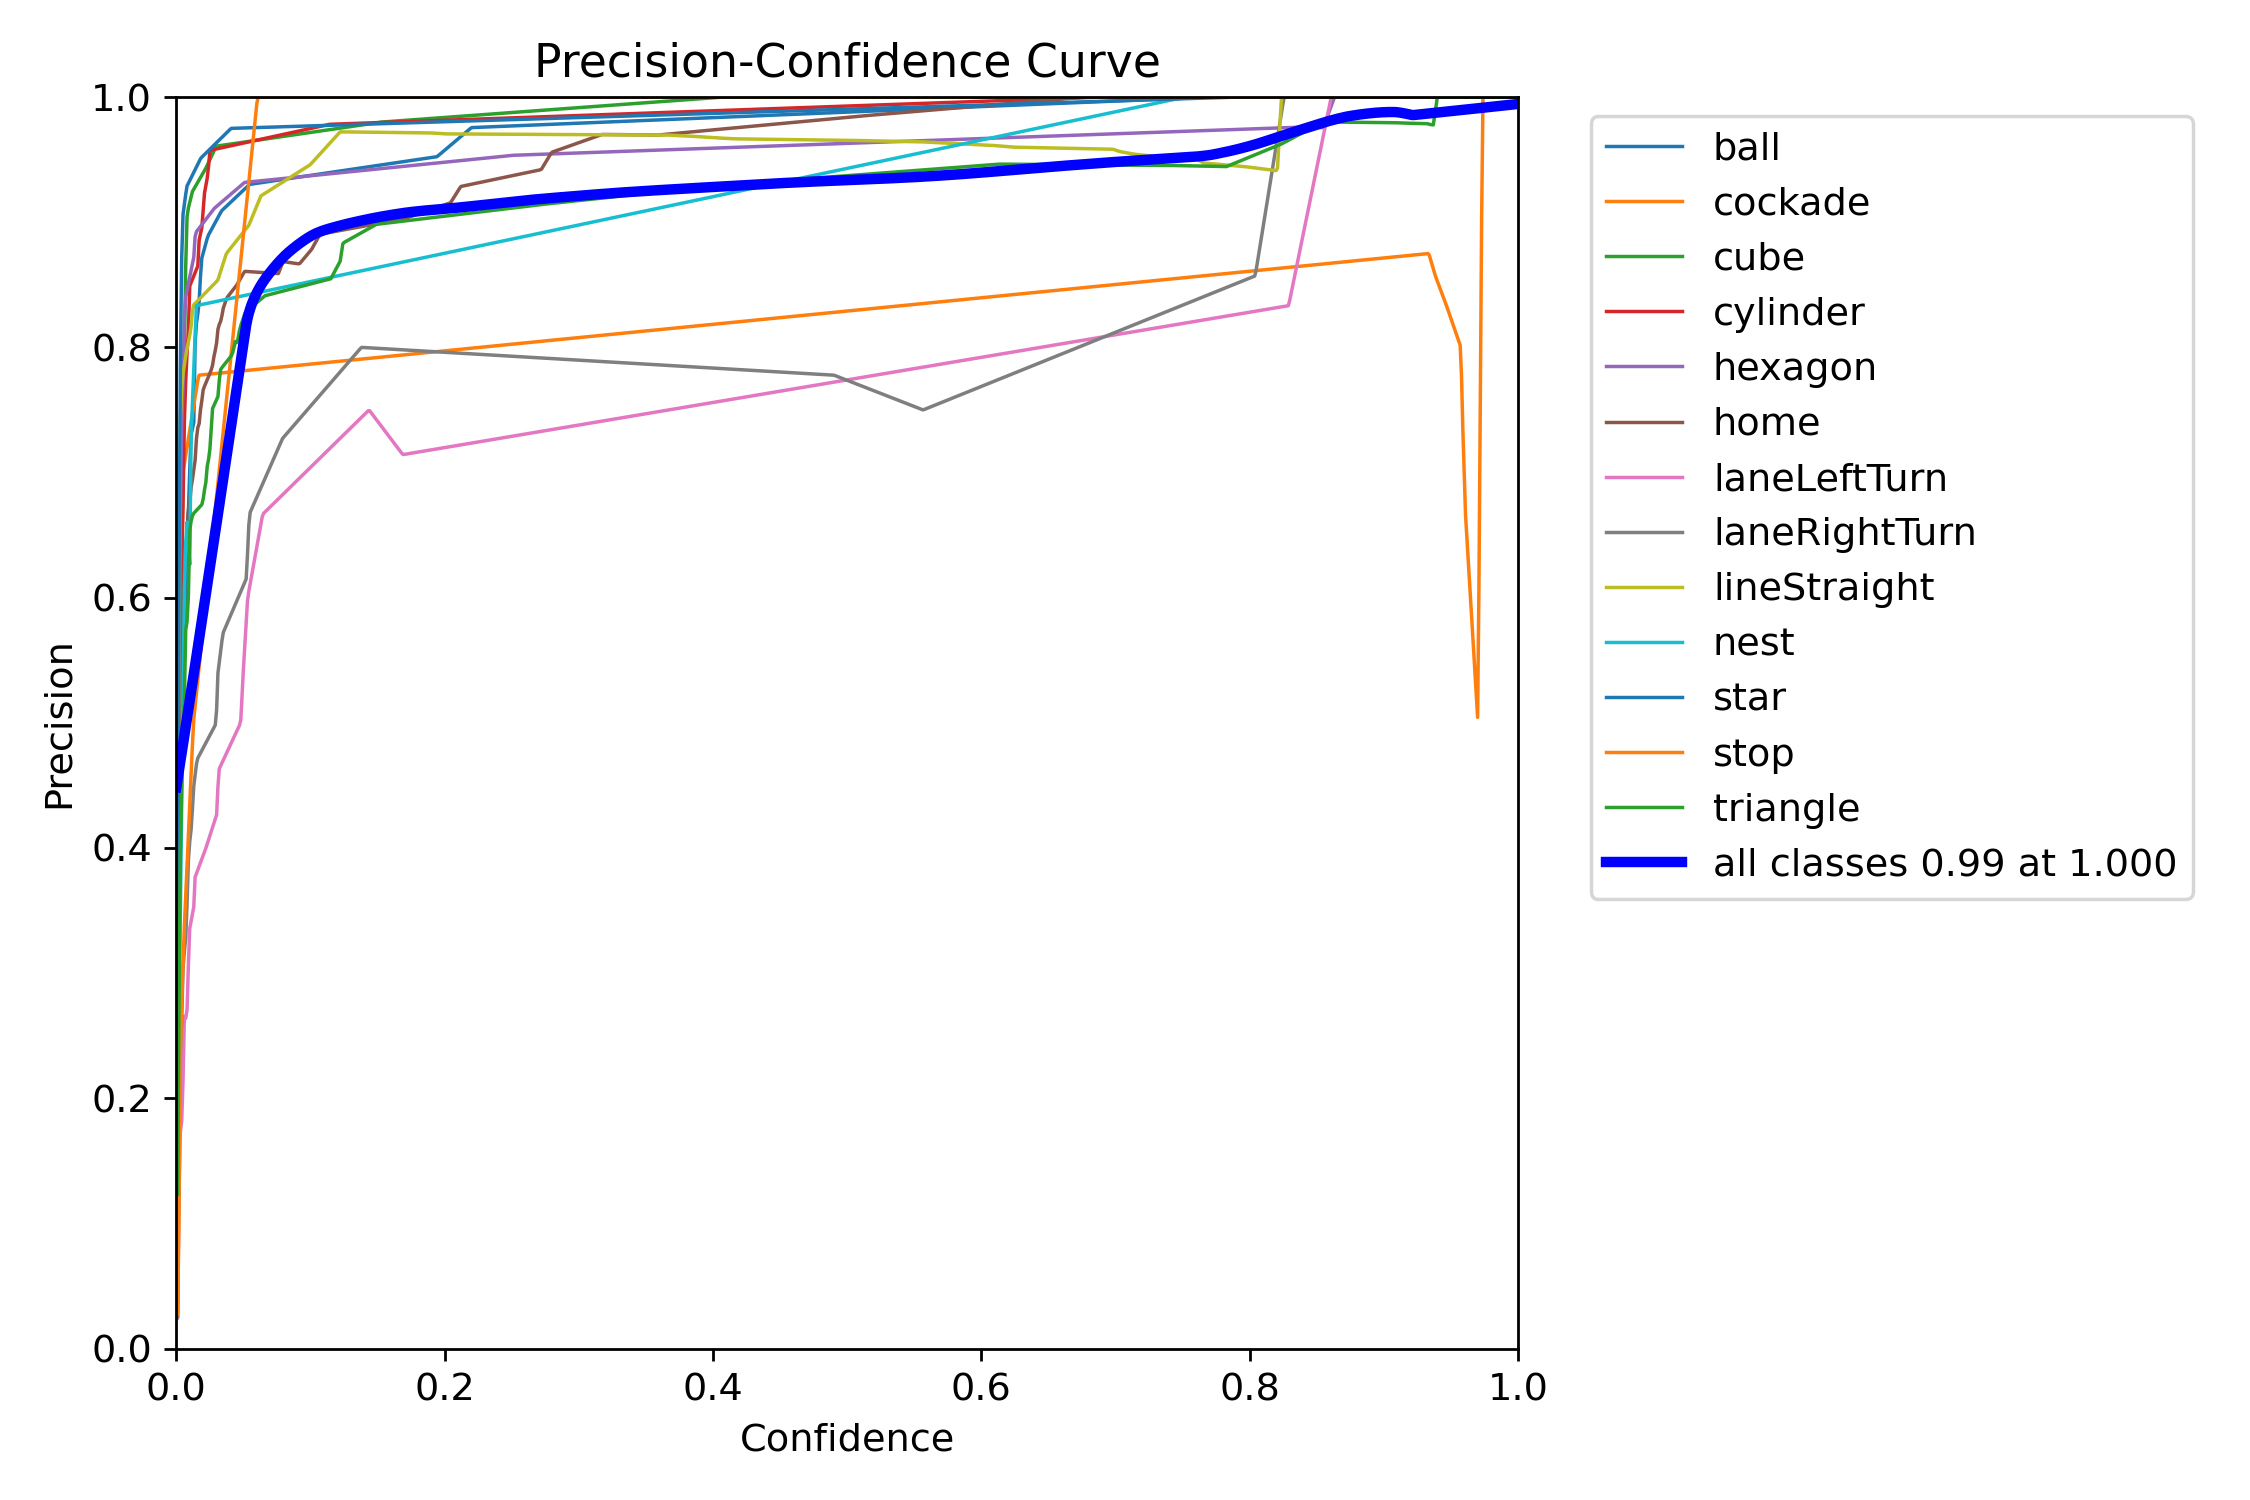 Precision-Confidence Curve
1.0
0.8
0.6
0.4
0.2
0.0
Precision
0.0 0.2 0.4 0.6 0.8 1.0
Confidence
ball
cockade
cube
cylinder
hexagon
home
laneLeftTurn
laneRightTurn
lineStraight
nest
star
stop
triangle
all classes 0.99 at 1.000